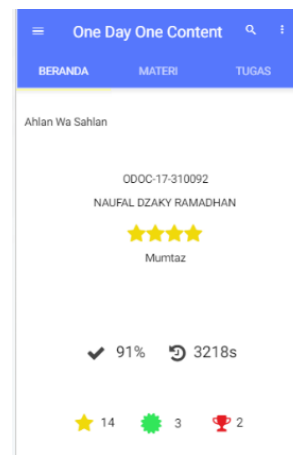 One Day One Content
BERANDA MATERI TUGAS
Ahlan Wa Sahlan
ODOC-17-310092
NAUFAL DZAKY RAMADHAN
Mumtaz
91% 3218s
14 3 2